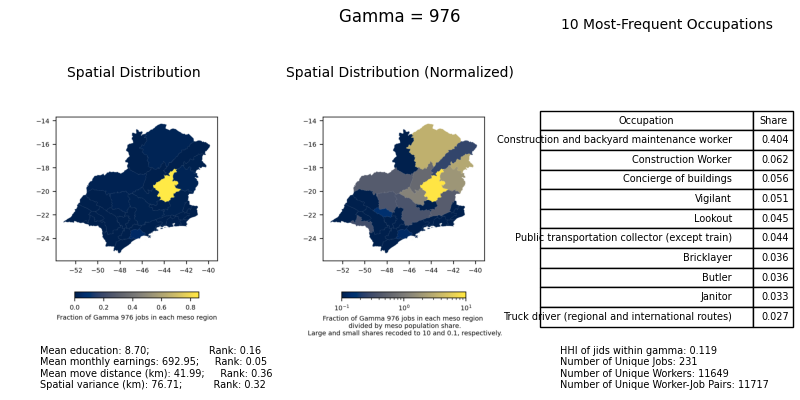 Gamma = 976
10 Most-Frequent Occupations
Spatial Distribution
Spatial Distribution (Normalized)
−14
−16
−18
−20
−22
−24
−52 −50 −48 −46 −44 −42 −40
0.0 0.2 0.4 0.6 0.8
Fraction of Gamma 976 jobs in each meso region
−14
−16
−18
−20
−22
−24
−52 −50 −48 −46 −44 −42 −40
10⁻¹ 10⁰ 10¹
Fraction of Gamma 976 jobs in each meso region
divided by meso population share.
Large and small shares recoded to 10 and 0.1, respectively.
Occupation Share
Construction and backyard maintenance worker 0.404
Construction Worker 0.062
Concierge of buildings 0.056
Vigilant 0.051
Lookout 0.045
Public transportation collector (except train) 0.044
Bricklayer 0.036
Butler 0.036
Janitor 0.033
Truck driver (regional and international routes) 0.027
Mean education: 8.70; Rank: 0.16
Mean monthly earnings: 692.95; Rank: 0.05
Mean move distance (km): 41.99; Rank: 0.36
Spatial variance (km): 76.71; Rank: 0.32
HHI of jids within gamma: 0.119
Number of Unique Jobs: 231
Number of Unique Workers: 11649
Number of Unique Worker-Job Pairs: 11717